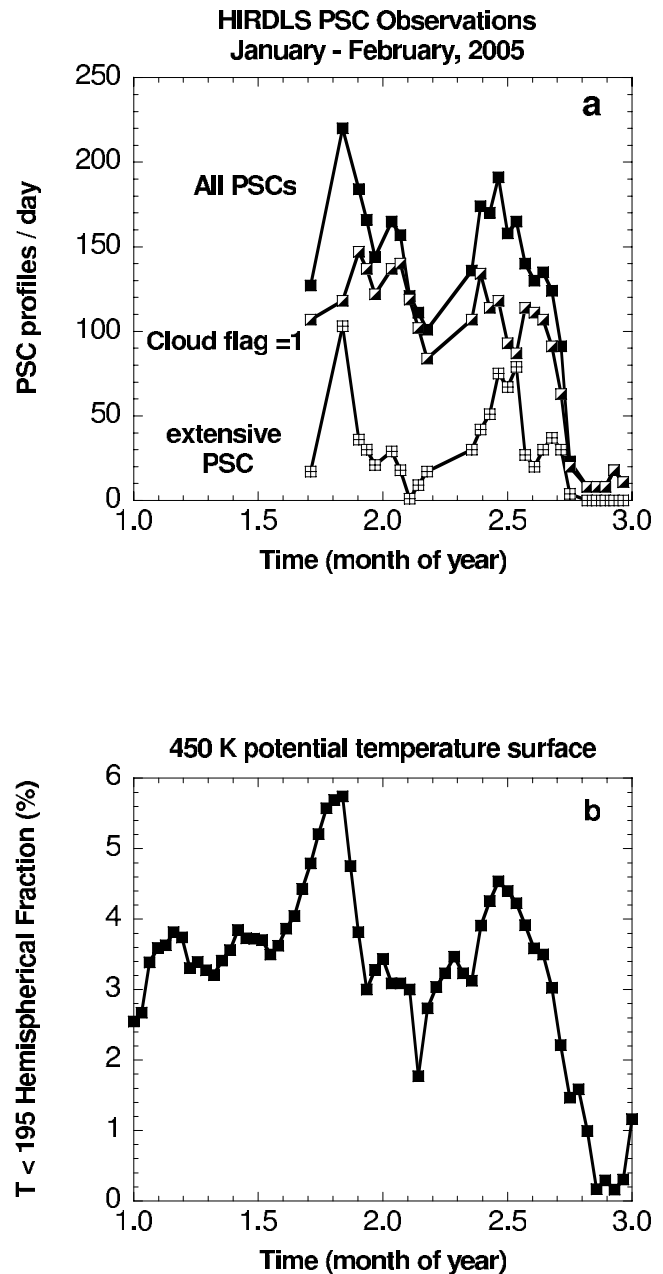 HIRDLS PSC Observations
January - February, 2005
a
250
200
150
100
50
0
PSC profiles / day
All PSCs
Cloud flag =1
extensive
PSC
1.0 1.5 2.0 2.5 3.0
Time (month of year)
450 K potential temperature surface
b
6
5
4
3
2
1
0
T < 195 Hemispherical Fraction (%)
1.0 1.5 2.0 2.5 3.0
Time (month of year)